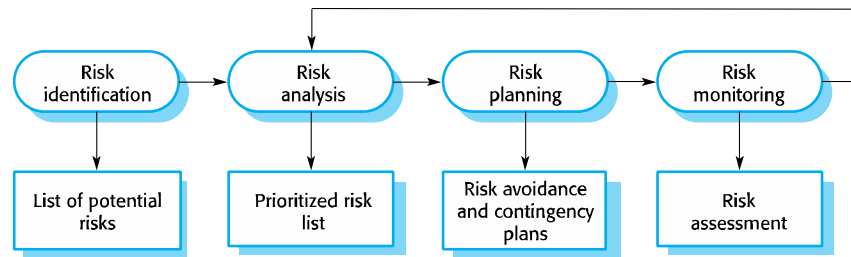 Risk
identification
Risk
analysis
Risk
planning
Risk
monitoring
List of potential
risks
Prioritized risk
list
Risk avoidance
and contingency
plans
Risk
assessment